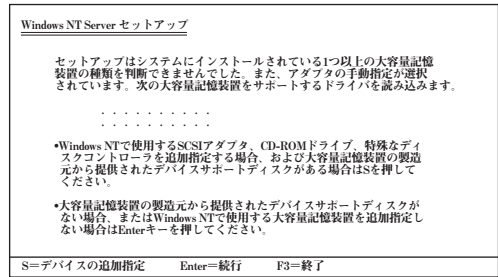 Windows NT Server セットアップ
セットアップはシステムにインストールされている1つ以上の大容量記憶
装置の種類を判断できませんでした。また、アダプタの手動指定が選択
されています。次の大容量記憶装置をサポートするドライバを読み込みます。
. . . . . . . . . .
. . . . . . . . . .
•Windows NTで使用するSCSIアダプタ、CD-ROMドライブ、特殊なディ
スクコントローラを追加指定する場合、および大容量記憶装置の製造
元から提供されたデバイスサポートディスクがある場合はSを押して
ください。
•大容量記憶装置の製造元から提供されたデバイスサポートディスクが
ない場合、またはWindows NTで使用する大容量記憶装置を追加指定し
ない場合はEnterキーを押してください。
S=デバイスの追加指定 Enter=続行 F3=終了